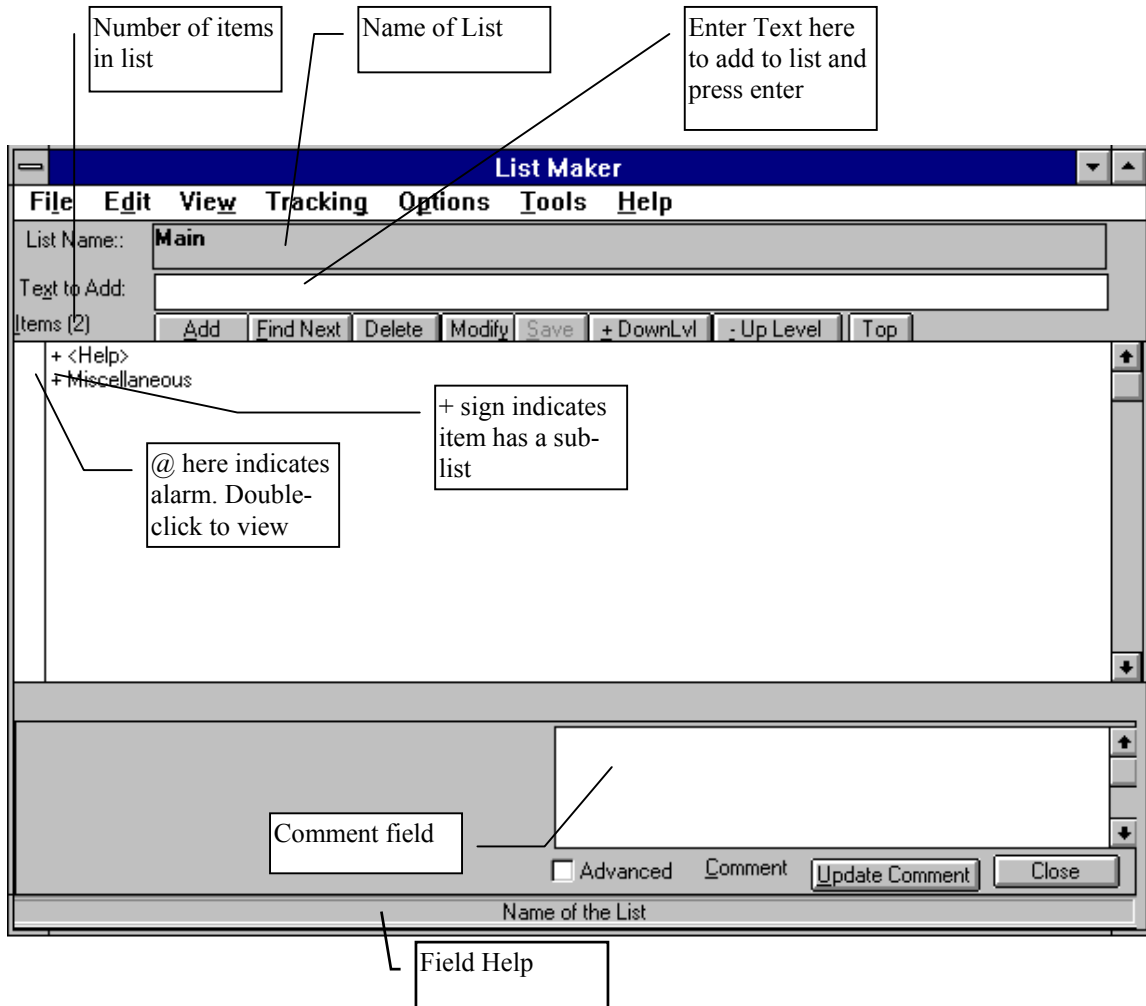 Number of items
in list
Name of List
Enter Text here
to add to list and
press enter
List Maker
File Edit View Tracking Options Tools Help
List Name:: Main
Text to Add:
Items (2) Add Find Next Delete Modify Save + DownLvl - Up Level Top
+ <Help>
+ Miscellaneous
+ sign indicates
item has a sub-
list
@ here indicates
alarm. Double-
click to view
Comment field
Advanced Comment Update Comment Close
Name of the List
Field Help